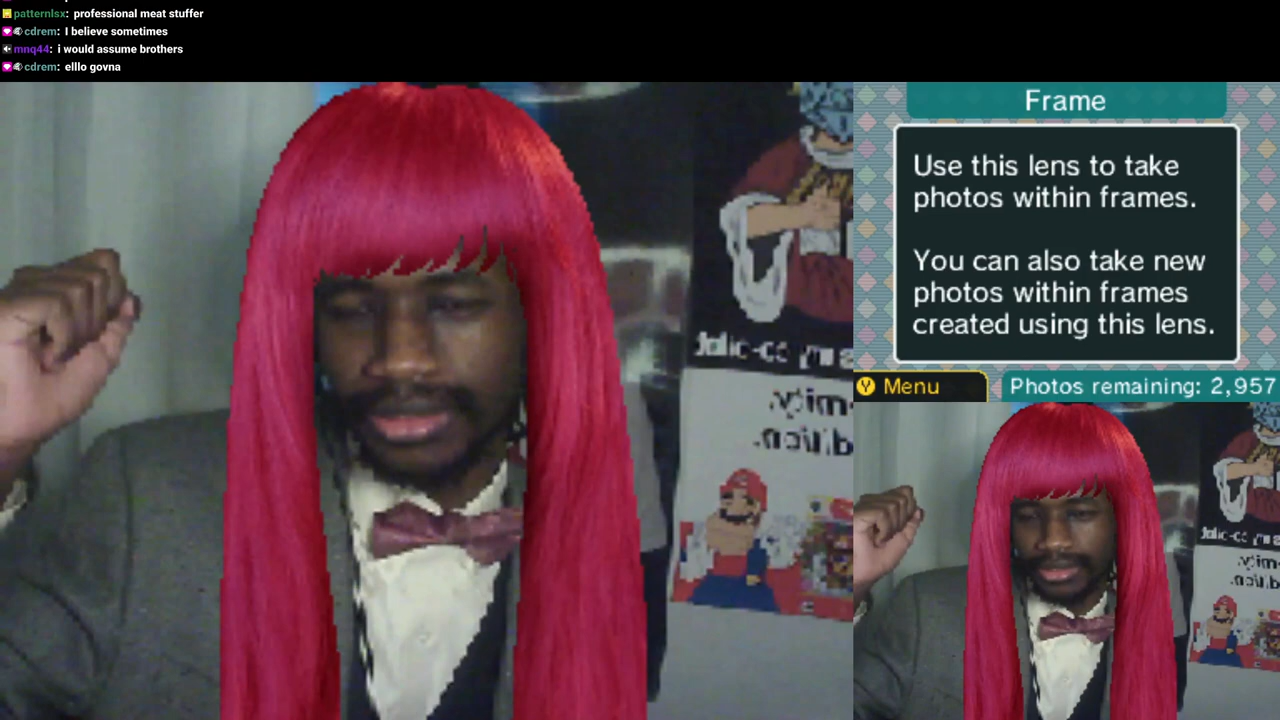 patternlsx: professional meat stuffer
cdrem: I believe sometimes
mnq44: i would assume brothers
cdrem: elllo govna
Frame
Use this lens to take
photos within frames.
You can also take new
photos within frames
created using this lens.
Y Menu
Photos remaining: 2,957